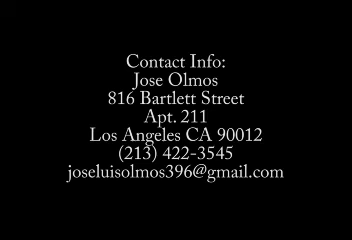 Contact Info:
Jose Olmos
816 Bartlett Street
Apt. 211
Los Angeles CA 90012
(213) 422-3545
joseluisolmos396@gmail.com